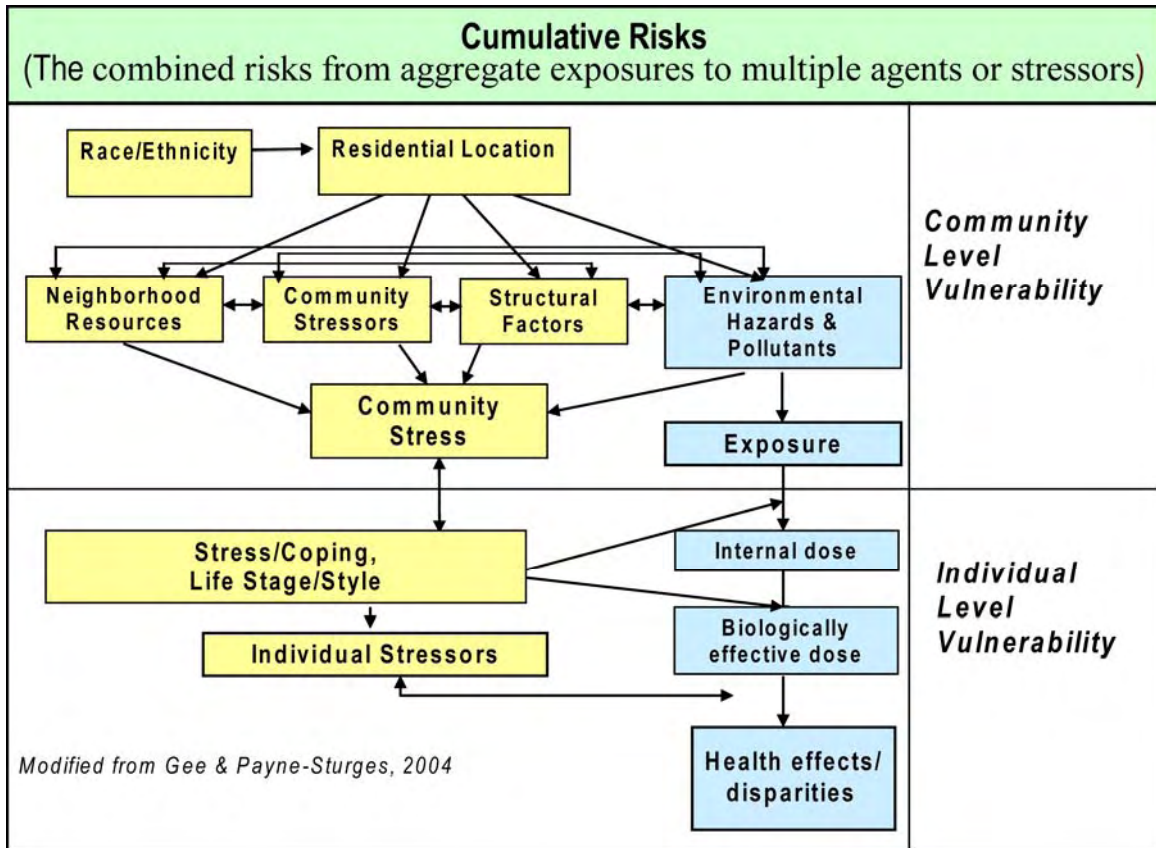 Cumulative Risks
(The combined risks from aggregate exposures to multiple agents or stressors)
Race/Ethnicity
Residential Location
Community
Level
Vulnerability
Neighborhood
Resources
Community
Stressors
Structural
Factors
Environmental
Hazards &
Pollutants
Community
Stress
Exposure
Stress/Coping,
Life Stage/Style
Internal dose
Individual
Level
Vulnerability
Individual Stressors
Biologically
effective dose
Modified from Gee & Payne-Sturges, 2004
Health effects/
disparities